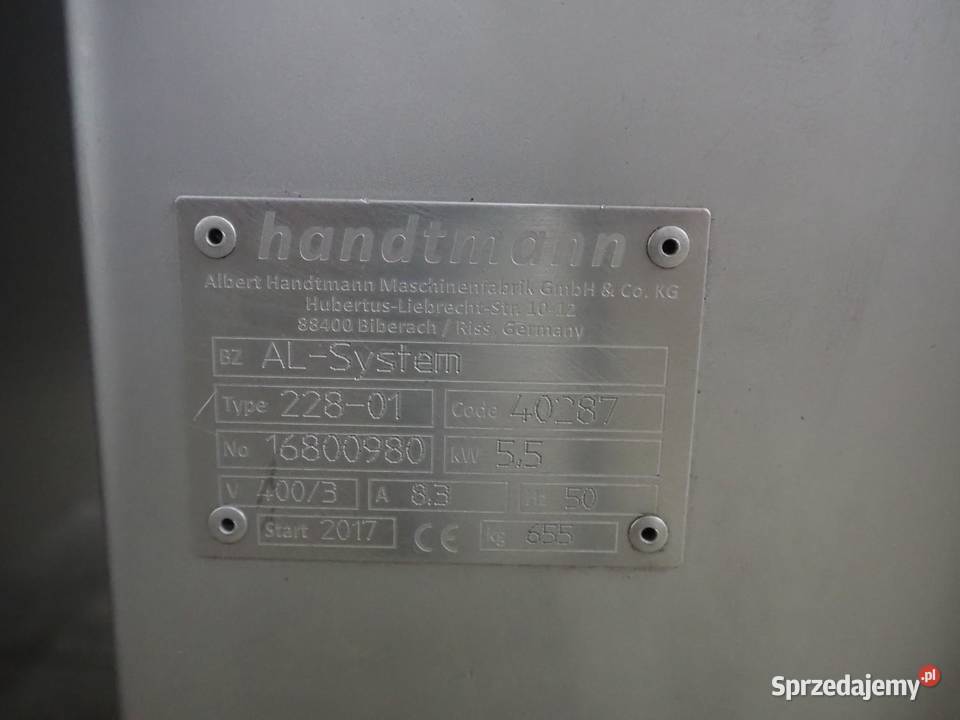 handtmann
Albert Handtmann Maschinenfabrik GmbH & Co. KG
Hubertus-Liebrecht-Str. 10-12
88400 Biberach / Riss. Germany
BZ AL-System
Type 228-01 Code 40287
No 16800980 kW 5,5
V 400/3 A 8.3 Hz 50
Start 2017 CE kg 655
Sprzedajemy.pl